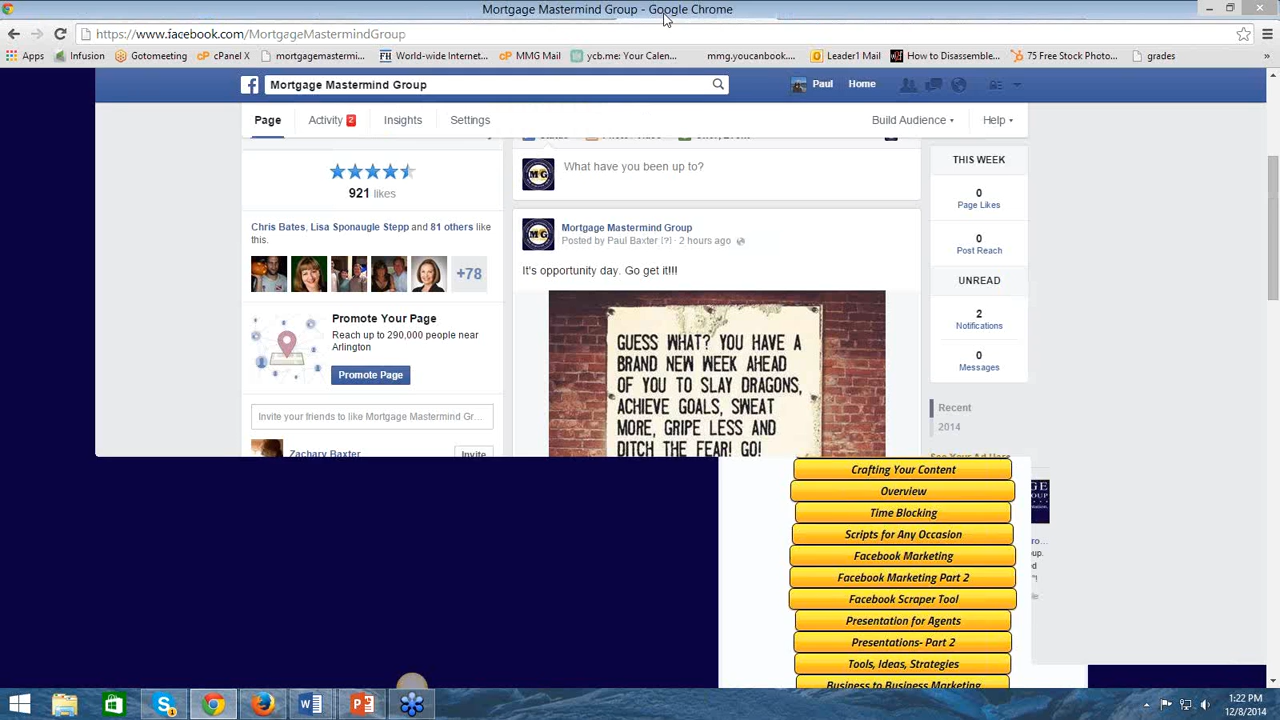 Mortgage Mastermind Group - Google Chrome
https://www.facebook.com/MortgageMastermindGroup
Apps Infusion Gotomeeting cPanel X mortgagemastermi... World-wide Internet... MMG Mail ycb.me: Your Calen... mmg.youcanbook... Leader1 Mail How to Disassemble... 75 Free Stock Photo... grades »
Mortgage Mastermind Group
Paul Home
Page Activity 2 Insights Settings Build Audience Help
What have you been up to?
921 likes
Chris Bates, Lisa Sponaugle Stepp and 81 others like
this.
+78
Promote Your Page
Reach up to 290,000 people near
Arlington
Promote Page
Invite your friends to like Mortgage Mastermind Gr...
Zachary Baxter
Invite
Mortgage Mastermind Group
Posted by Paul Baxter [?] · 2 hours ago
It's opportunity day. Go get it!!!
GUESS WHAT? YOU HAVE A
BRAND NEW WEEK AHEAD
OF YOU TO SLAY DRAGONS,
ACHIEVE GOALS, SWEAT
MORE, GRIPE LESS AND
DITCH THE FEAR! GO!
THIS WEEK
0
Page Likes
0
Post Reach
UNREAD
2
Notifications
0
Messages
Recent
2014
See Your Ad Here
Crafting Your Content
Overview
Time Blocking
Scripts for Any Occasion
Facebook Marketing
Facebook Marketing Part 2
Facebook Scraper Tool
Presentation for Agents
Presentations- Part 2
Tools, Ideas, Strategies
Business to Business Marketing
1:22 PM
12/8/2014